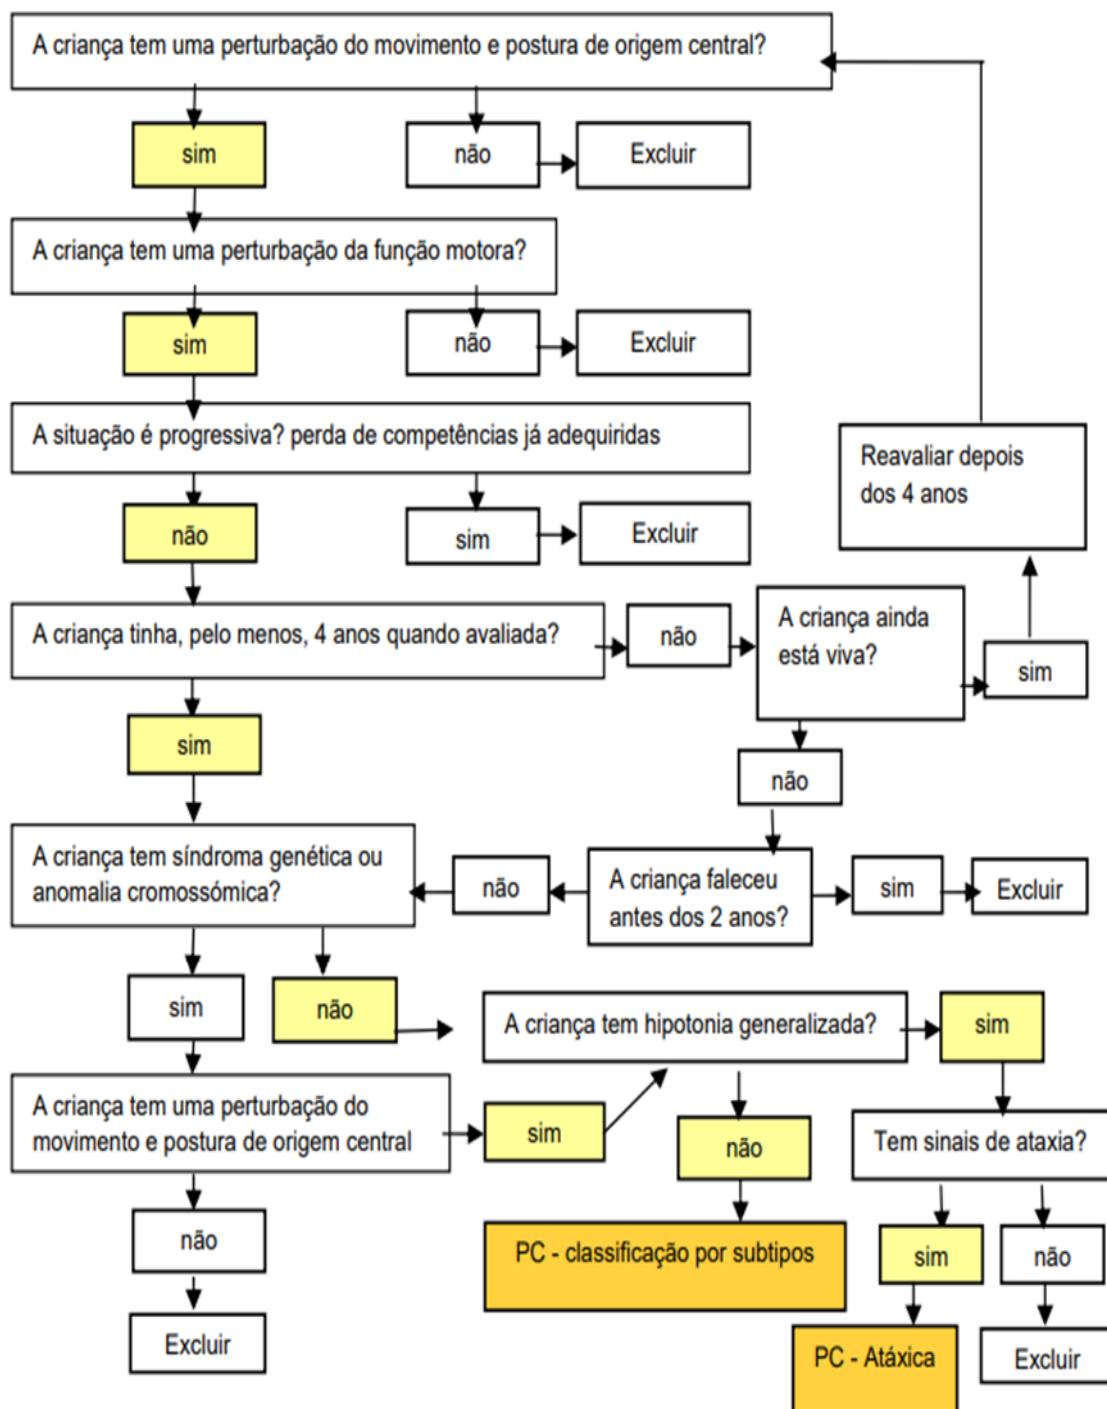 A criança tem uma perturbação do movimento e postura de origem central?
sim
não
Excluir
A criança tem uma perturbação da função motora?
sim
não
Excluir
A situação é progressiva? perda de competências já adequiridas
Reavaliar depois
dos 4 anos
não
sim
Excluir
A criança tinha, pelo menos, 4 anos quando avaliada?
não
A criança ainda
está viva?
sim
sim
não
A criança tem síndroma genética ou
anomalia cromossómica?
não
A criança faleceu
antes dos 2 anos?
sim
Excluir
sim
não
A criança tem hipotonia generalizada?
sim
A criança tem uma perturbação do
movimento e postura de origem central
sim
não
Tem sinais de ataxia?
não
PC - classificação por subtipos
sim
não
Excluir
PC - Atáxica
Excluir